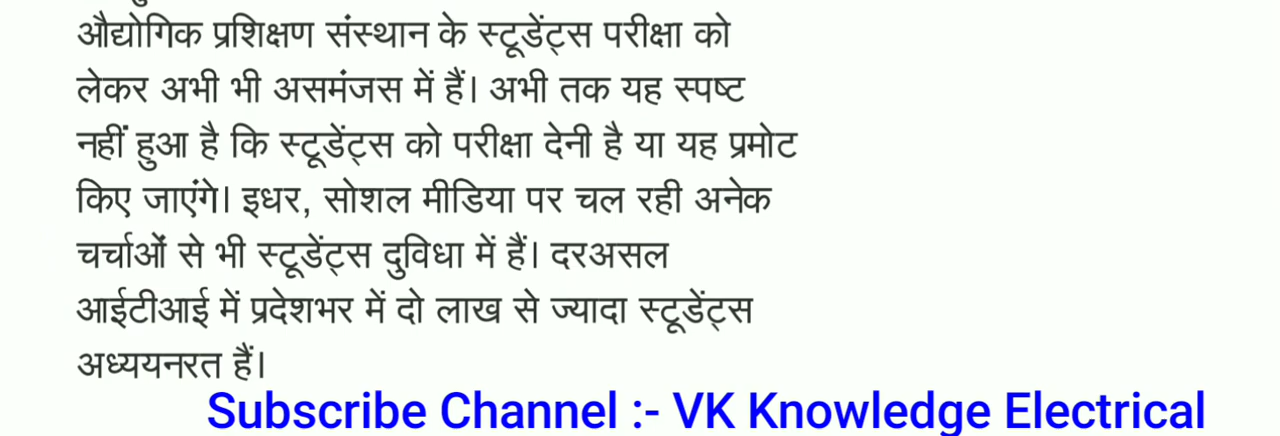 औद्योगिक प्रशिक्षण संस्थान के स्टूडेंट्स परीक्षा को
लेकर अभी भी असमंजस में हैं। अभी तक यह स्पष्ट
नहीं हुआ है कि स्टूडेंट्स को परीक्षा देनी है या यह प्रमोट
किए जाएंगे। इधर, सोशल मीडिया पर चल रही अनेक
चर्चाओं से भी स्टूडेंट्स दुविधा में हैं। दरअसल
आईटीआई में प्रदेशभर में दो लाख से ज्यादा स्टूडेंट्स
अध्ययनरत हैं।
Subscribe Channel :- VK Knowledge Electrical